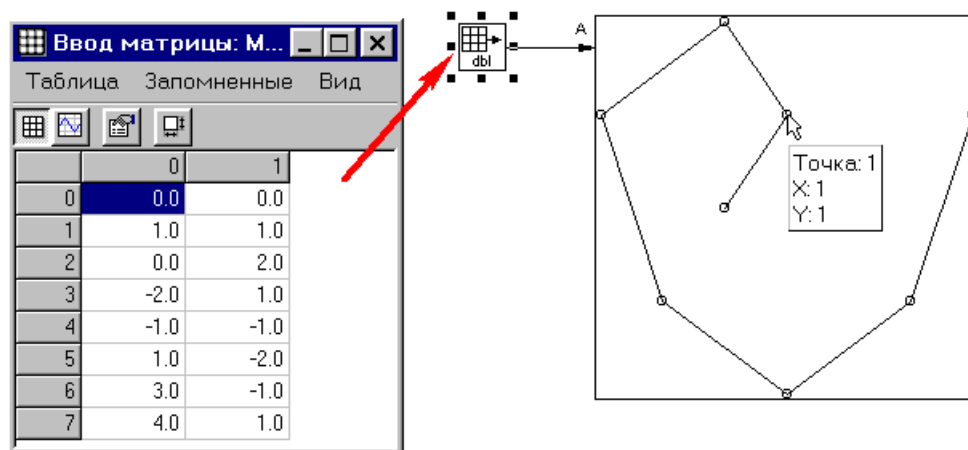 Ввод матрицы: М...
Таблица Запомненные Вид
0 1
0 0.0 0.0
1 1.0 1.0
2 0.0 2.0
3 -2.0 1.0
4 -1.0 -1.0
5 1.0 -2.0
6 3.0 -1.0
7 4.0 1.0
dbl
A
Точка: 1
X: 1
Y: 1